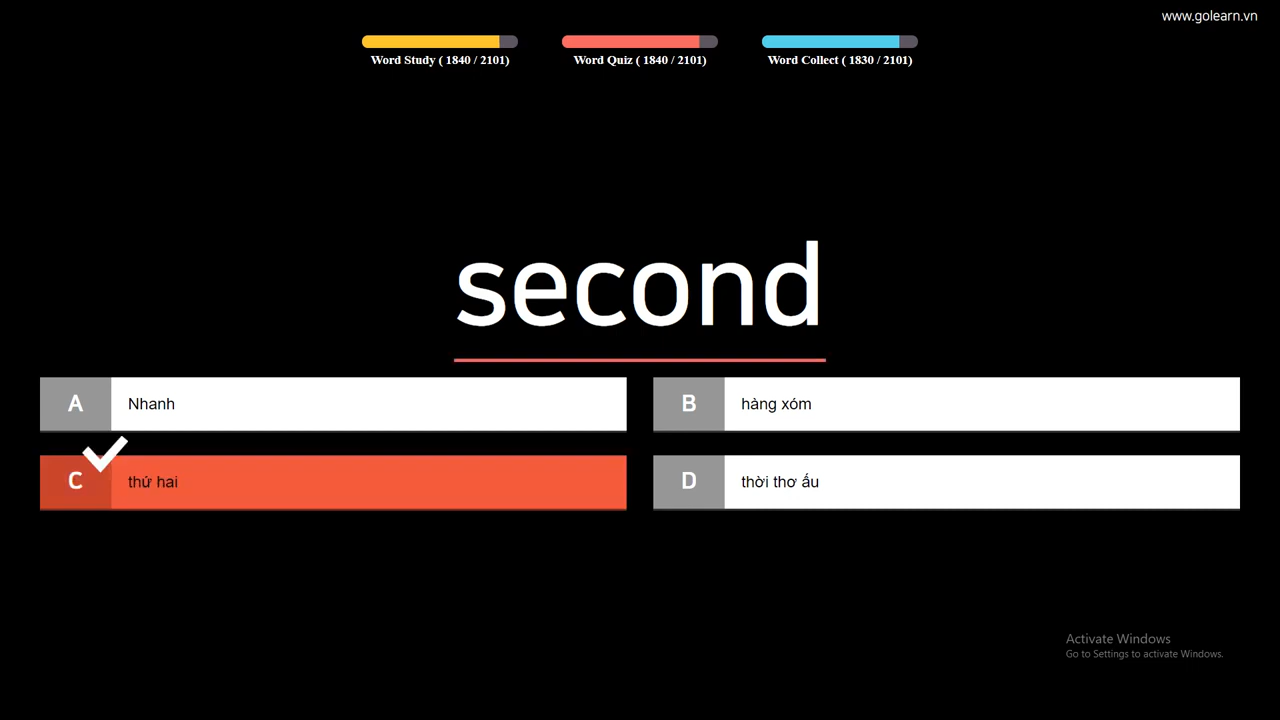 www.golearn.vn
Word Study ( 1840 / 2101)
Word Quiz ( 1840 / 2101)
Word Collect ( 1830 / 2101)
second
A Nhanh
B hàng xóm
C thứ hai
D thời thơ ấu
Activate Windows
Go to Settings to activate Windows.